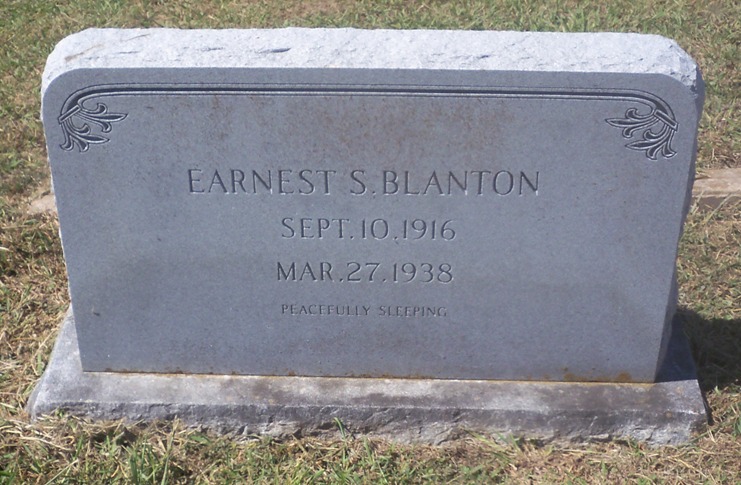 EARNEST S. BLANTON
SEPT. 10, 1916
MAR. 27, 1938
PEACEFULLY SLEEPING